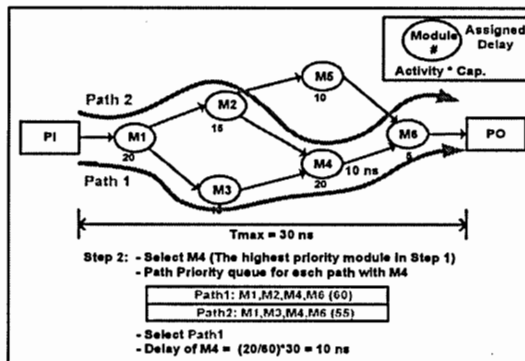 Module
#
Assigned
Delay
Activity * Cap.
Path 2
M5
10
M2
15
PI
M1
20
M6
5
PO
M4
20
10 ns
Path 1
M3
Tmax = 30 ns
Step 2: - Select M4 (The highest priority module in Step 1)
- Path Priority queue for each path with M4
Path1: M1,M2,M4,M6 (60)
Path2: M1,M3,M4,M6 (55)
- Select Path1
- Delay of M4 = (20/60)*30 = 10 ns